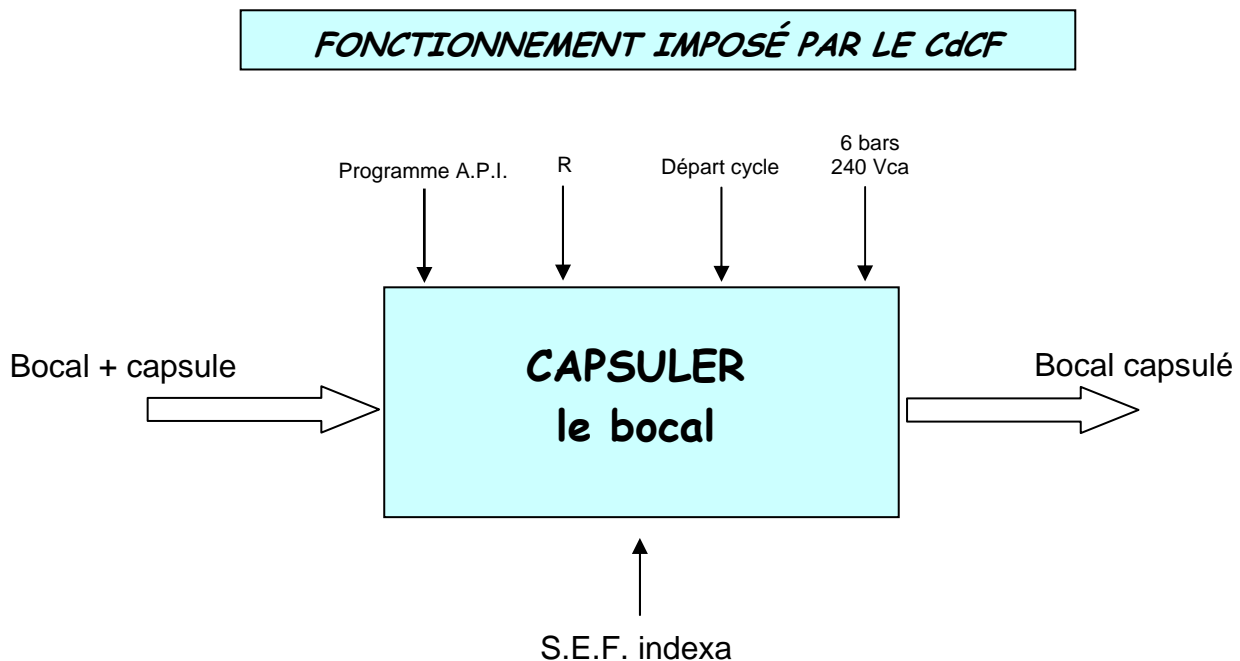 FONCTIONNEMENT IMPOSÉ PAR LE CdCF
Programme A.P.I.
R
Départ cycle
6 bars
240 Vca
Bocal + capsule
CAPSULER
le bocal
Bocal capsulé
S.E.F. indexa